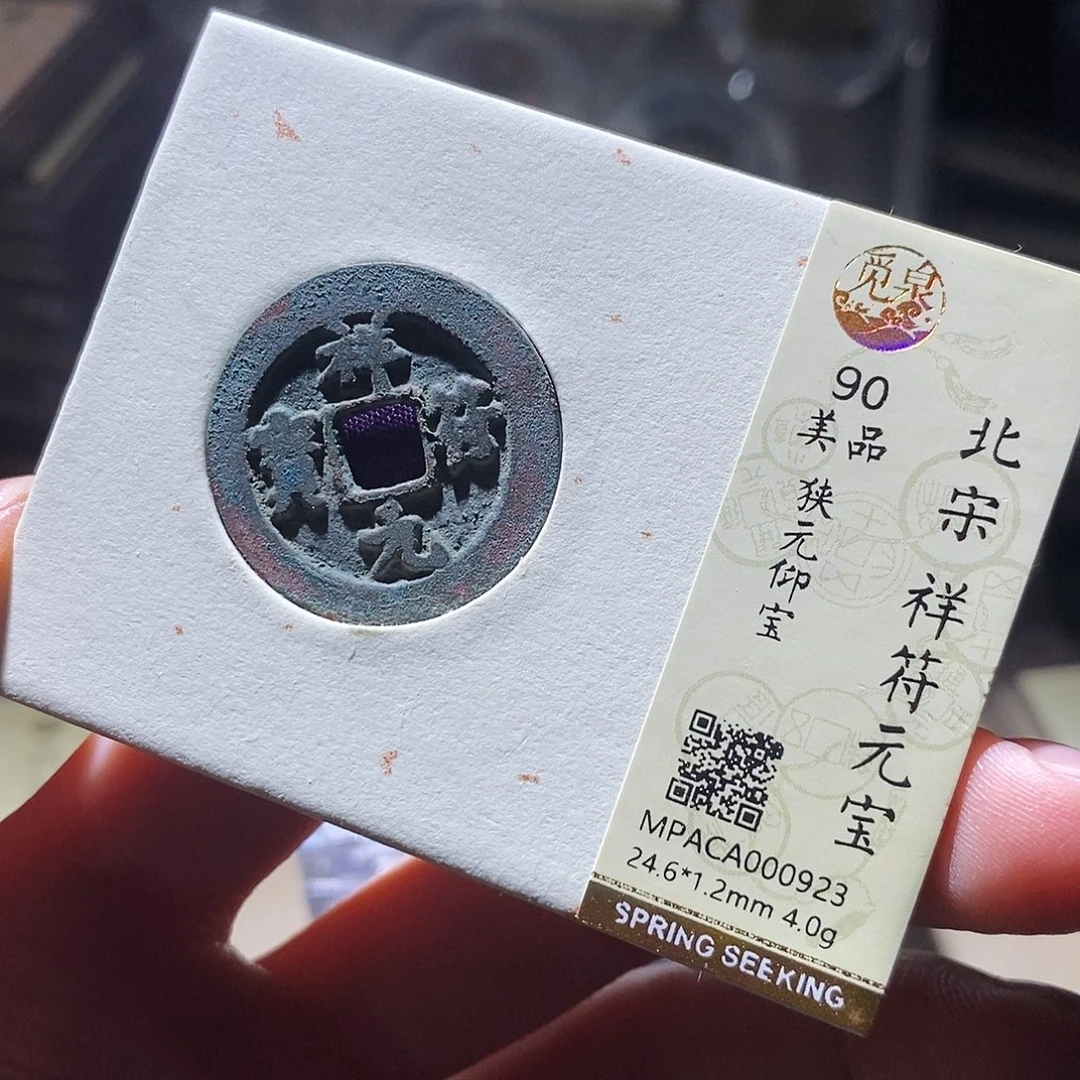 祥符元寳
觅泉
90
美品
狭元仰宝
北宋 祥符元宝
MPACA000923
24.6*1.2mm 4.0g
SPRING SEEKING